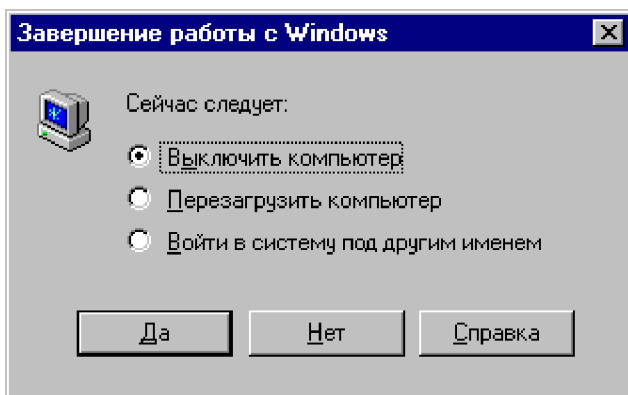 Завершение работы с Windows
Сейчас следует:
Выключить компьютер
Перезагрузить компьютер
Войти в систему под другим именем
Да Нет Справка